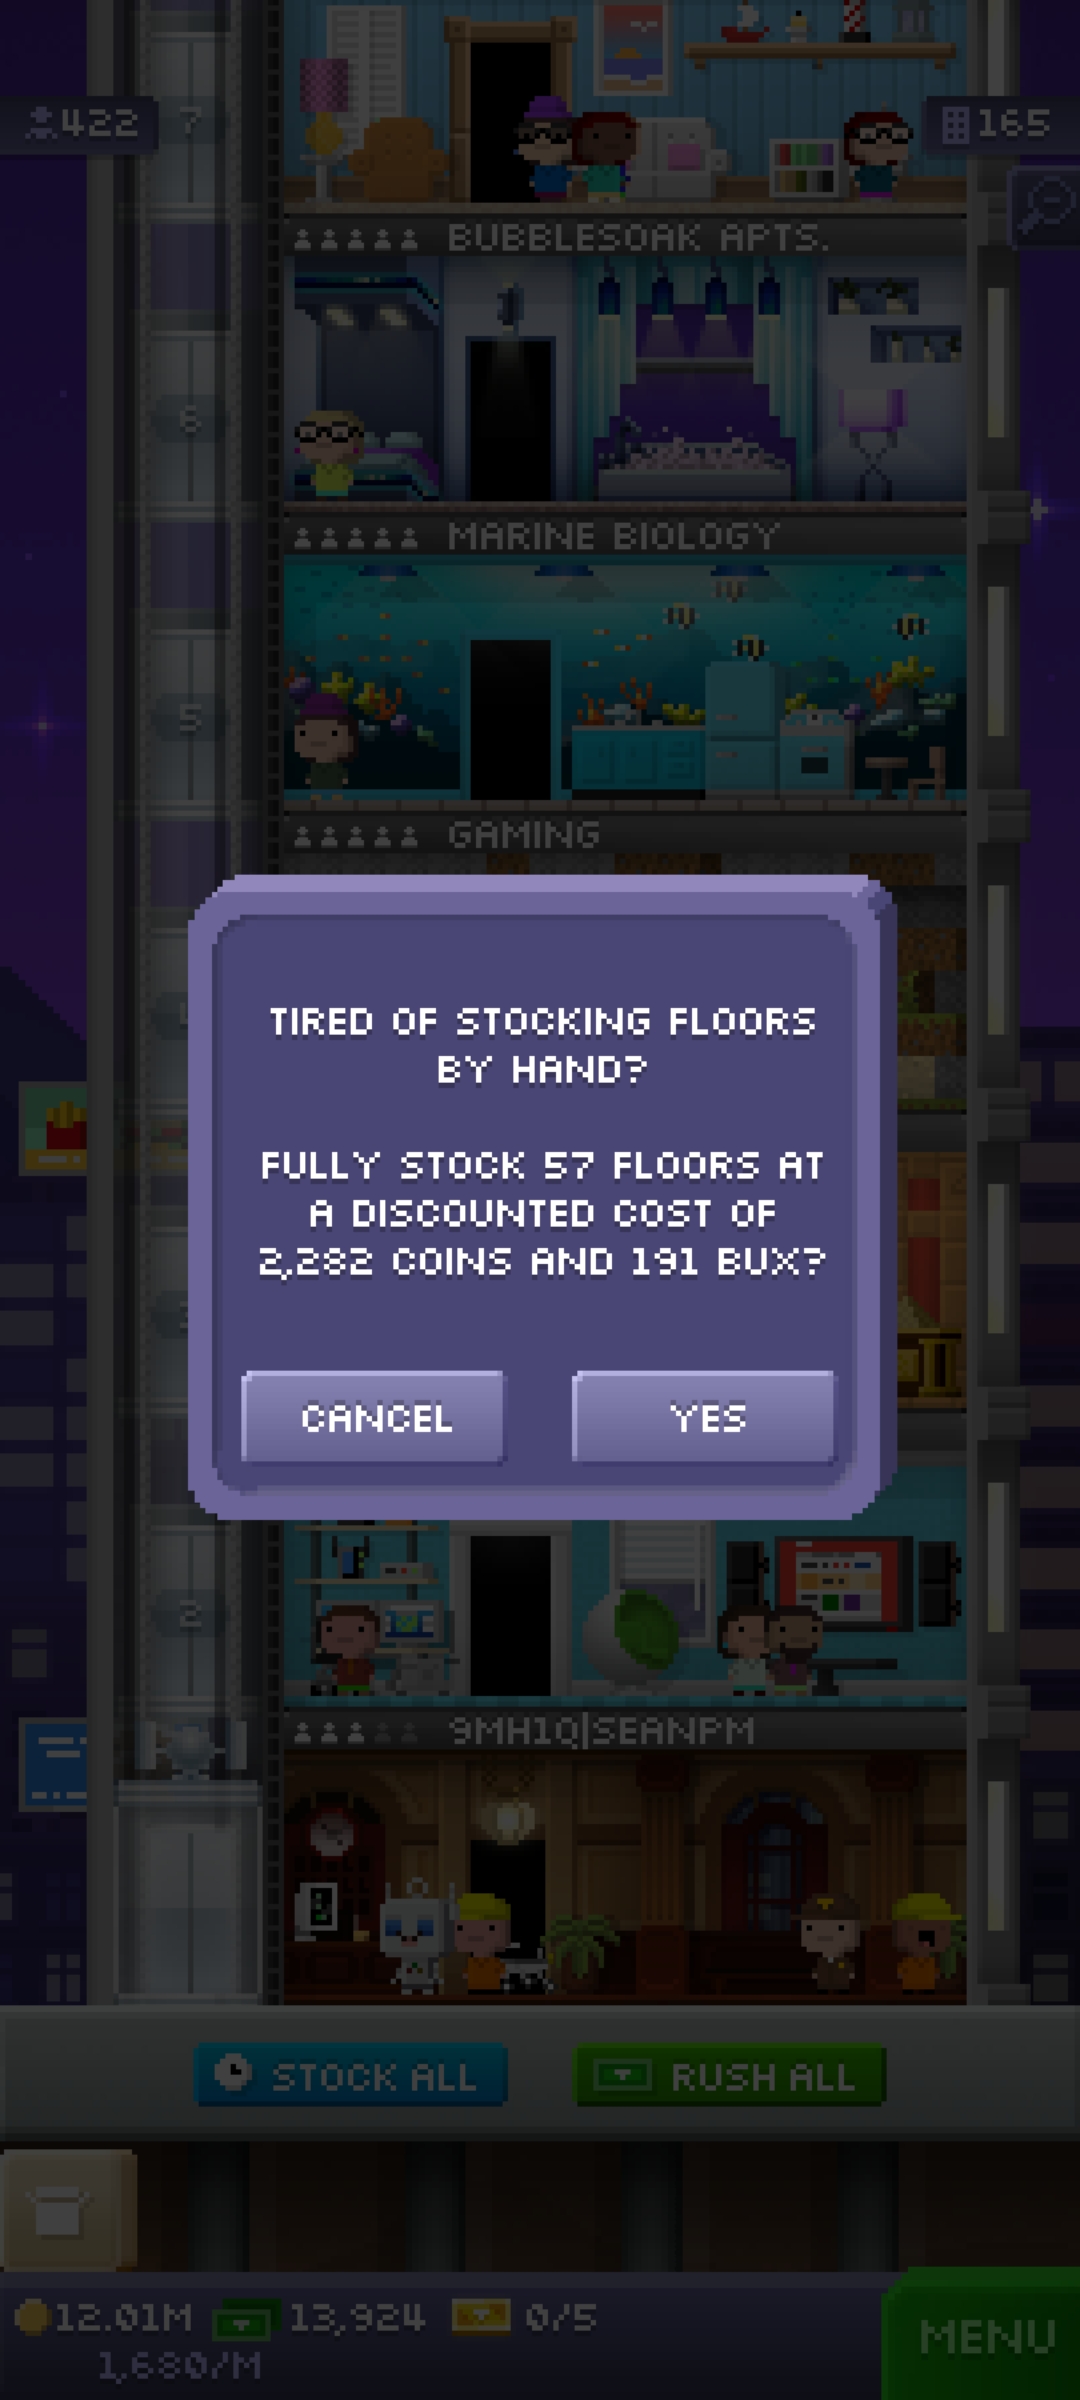 422
7
165
BUBBLESOAK APTS.
6
MARINE BIOLOGY
5
GAMING
TIRED OF STOCKING FLOORS
BY HAND?
FULLY STOCK 57 FLOORS AT
A DISCOUNTED COST OF
2,282 COINS AND 191 BUX?
CANCEL
YES
2
9MH1Q|SEANPM
STOCK ALL
RUSH ALL
12.01M
13,924
0/5
MENU
1,680/M